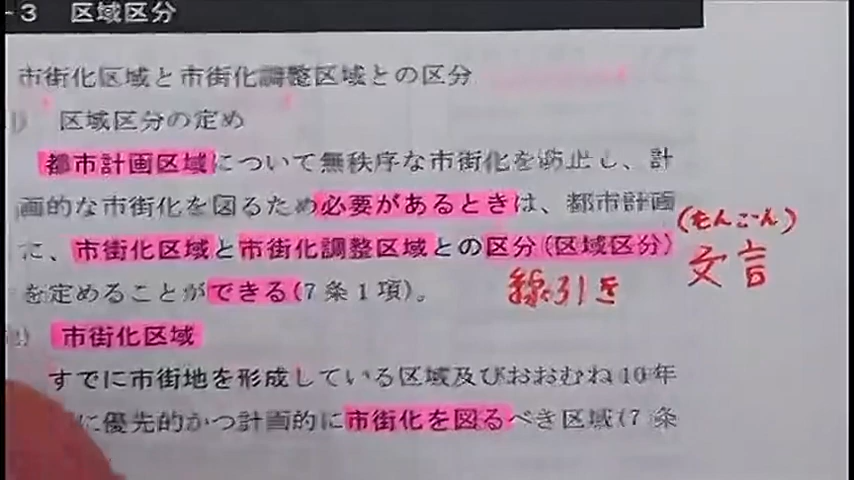 -3 区域区分
市街化区域と市街化調整区域との区分
区域区分の定め
都市計画区域について無秩序な市街化を防止し、計
画的な市街化を図るため必要があるときは、都市計画
に、市街化区域と市街化調整区域との区分(区域区分)
を定めることができる(7条1項)。
(もんごん)
文言
線引き
市街化区域
すでに市街地を形成している区域及びおおむね10年
に優先的かつ計画的に市街化を図るべき区域(7条